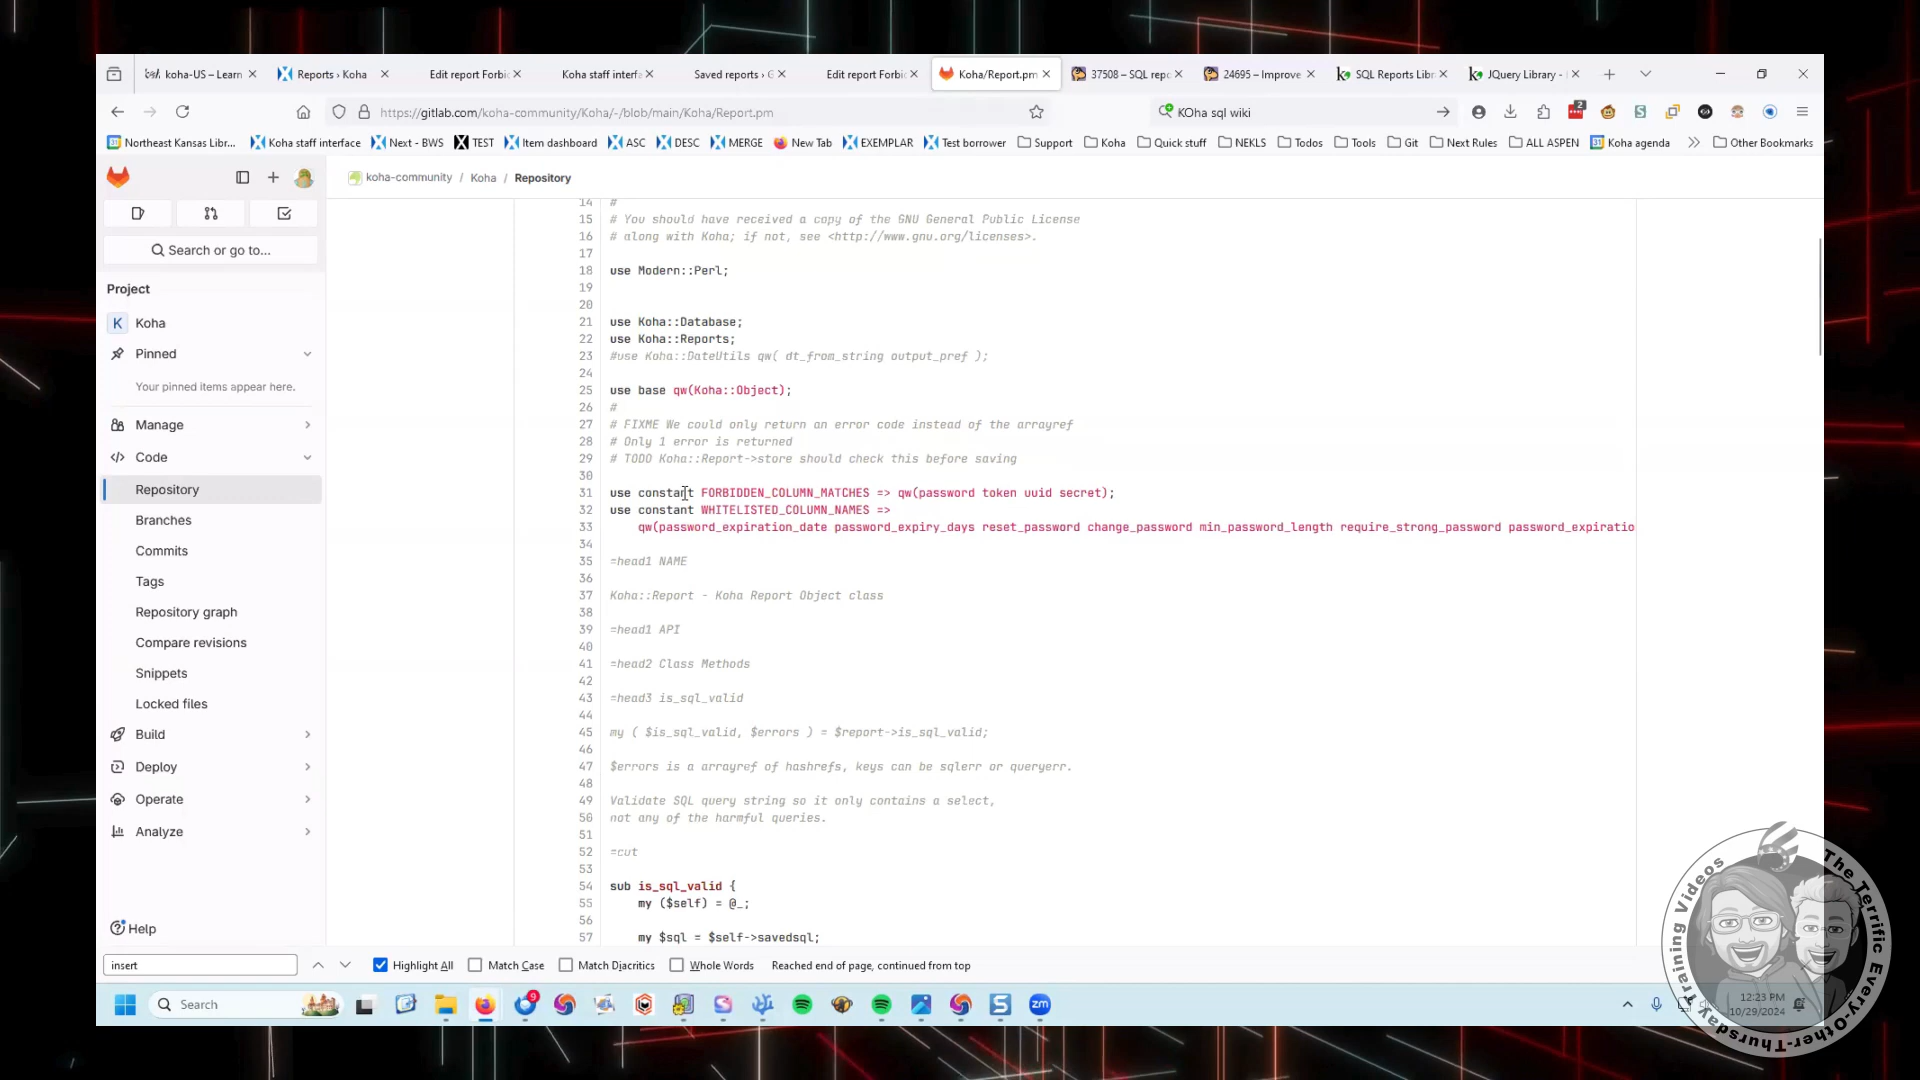 koha-US – Learn
Reports › Koha
Edit report Forbi
Koha staff interf
Saved reports ›
Edit report Forbi
Koha/Report.pm
37508 – SQL repo
24695 – Improve
SQL Reports Libr
JQuery Library -
https://gitlab.com/koha-community/Koha/-/blob/main/Koha/Report.pm
KOha sql wiki
2
Northeast Kansas Libr...
Koha staff interface
Next - BWS
TEST
Item dashboard
ASC
DESC
MERGE
New Tab
EXEMPLAR
Test borrower
Support
Koha
Quick stuff
NEKLS
Todos
Tools
Git
Next Rules
ALL ASPEN
Koha agenda
Other Bookmarks
koha-community / Koha / Repository
Search or go to...
Project
K Koha
Pinned
Your pinned items appear here.
Manage
Code
Repository
Branches
Commits
Tags
Repository graph
Compare revisions
Snippets
Locked files
Build
Deploy
Operate
Analyze
Help
14 #
15 # You should have received a copy of the GNU General Public License
16 # along with Koha; if not, see <http://www.gnu.org/licenses>.
17
18 use Modern::Perl;
19
20
21 use Koha::Database;
22 use Koha::Reports;
23 #use Koha::DateUtils qw( dt_from_string output_pref );
24
25 use base qw(Koha::Object);
26 #
27 # FIXME We could only return an error code instead of the arrayref
28 # Only 1 error is returned
29 # TODO Koha::Report->store should check this before saving
30
31 use constant FORBIDDEN_COLUMN_MATCHES => qw(password token uuid secret);
32 use constant WHITELISTED_COLUMN_NAMES =>
33 qw(password_expiration_date password_expiry_days reset_password change_password min_password_length require_strong_password password_expiratio
34
35 =head1 NAME
36
37 Koha::Report - Koha Report Object class
38
39 =head1 API
40
41 =head2 Class Methods
42
43 =head3 is_sql_valid
44
45 my ( $is_sql_valid, $errors ) = $report->is_sql_valid;
46
47 $errors is a arrayref of hashrefs, keys can be sqlerr or queryerr.
48
49 Validate SQL query string so it only contains a select,
50 not any of the harmful queries.
51
52 =cut
53
54 sub is_sql_valid {
55 my ($self) = @_;
56
57 my $sql = $self->savedsql;
insert
Highlight All
Match Case
Match Diacritics
Whole Words
Reached end of page, continued from top
Search
9
zm
12:23 PM
10/29/2024
The Terrific Every-Other-Thursday Training Videos